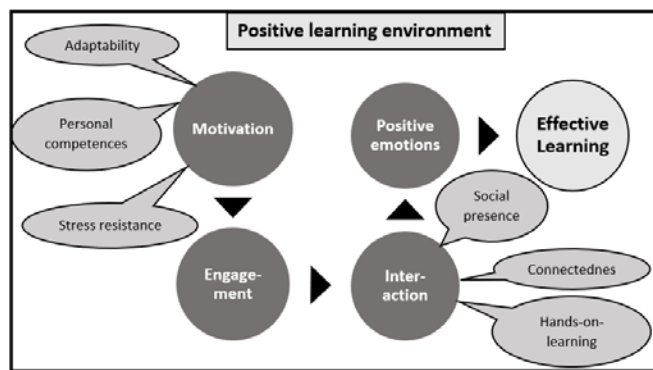 Positive learning environment
Adaptability
Personal
competences
Stress resistance
Motivation
Engage-
ment
Inter-
action
Positive
emotions
Effective
Learning
Social
presence
Connectednes
Hands-on-
learning